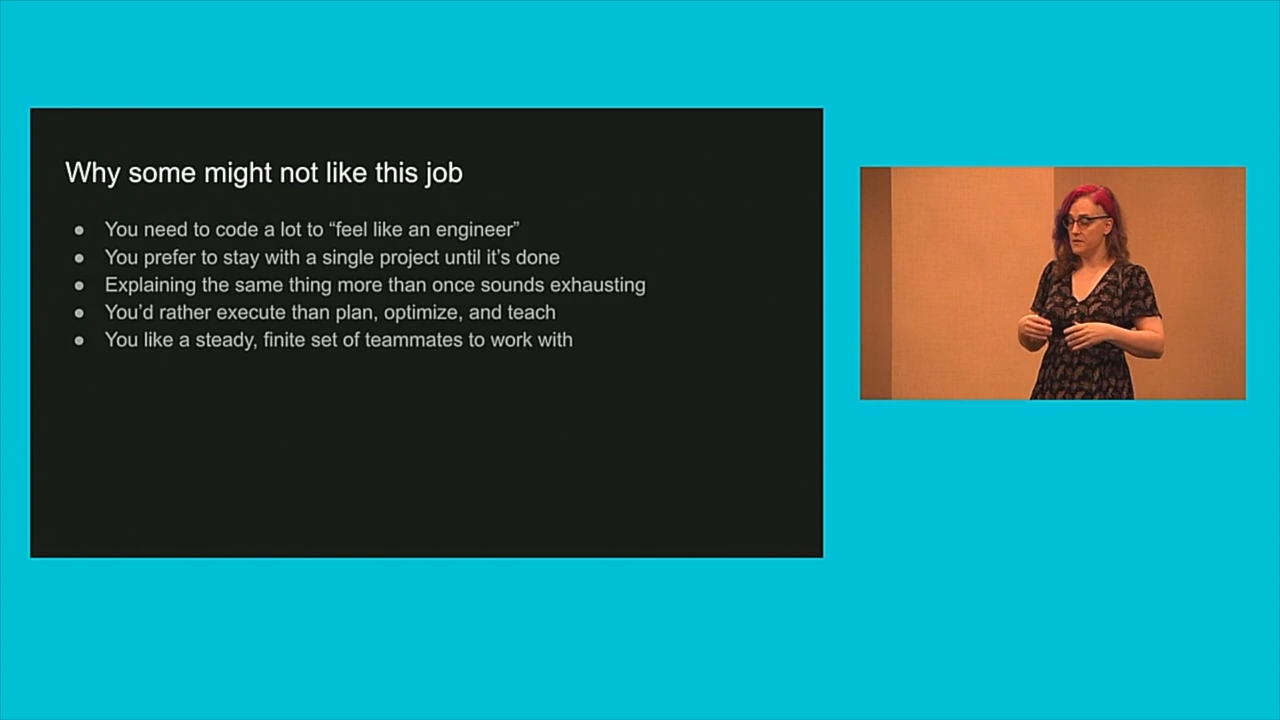 Why some might not like this job
● You need to code a lot to “feel like an engineer”
● You prefer to stay with a single project until it’s done
● Explaining the same thing more than once sounds exhausting
● You’d rather execute than plan, optimize, and teach
● You like a steady, finite set of teammates to work with